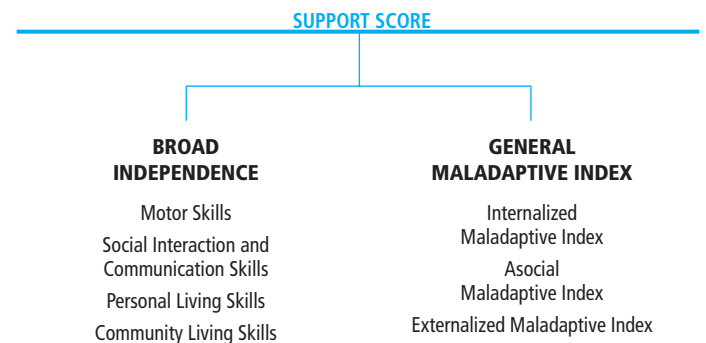 SUPPORT SCORE
BROAD
INDEPENDENCE
Motor Skills
Social Interaction and
Communication Skills
Personal Living Skills
Community Living Skills
GENERAL
MALADAPTIVE INDEX
Internalized
Maladaptive Index
Asocial
Maladaptive Index
Externalized Maladaptive Index